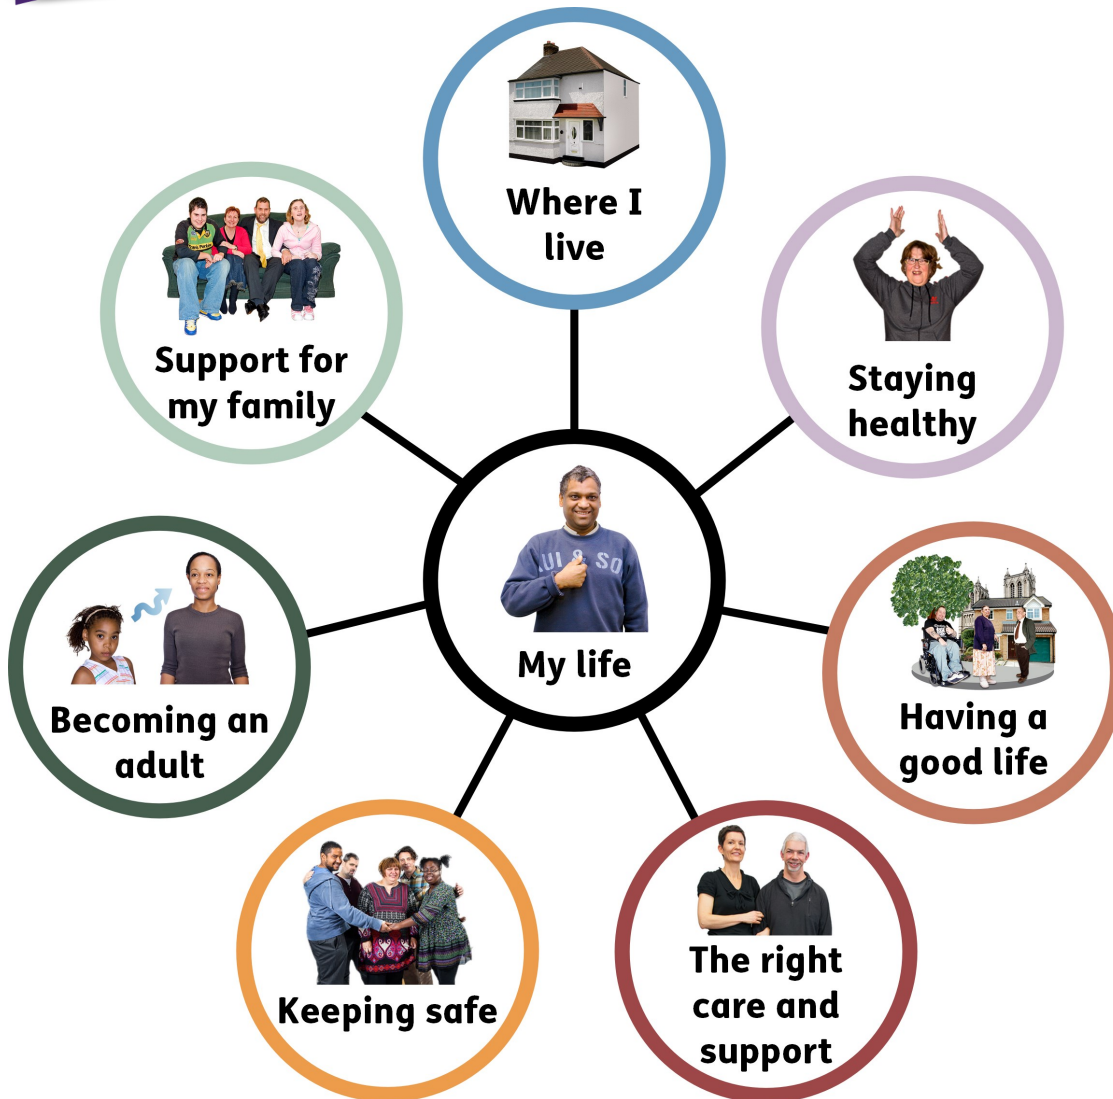 Where I
live
Support for
my family
Staying
healthy
My life
Becoming an
adult
Having a
good life
Keeping safe
The right
care and
support